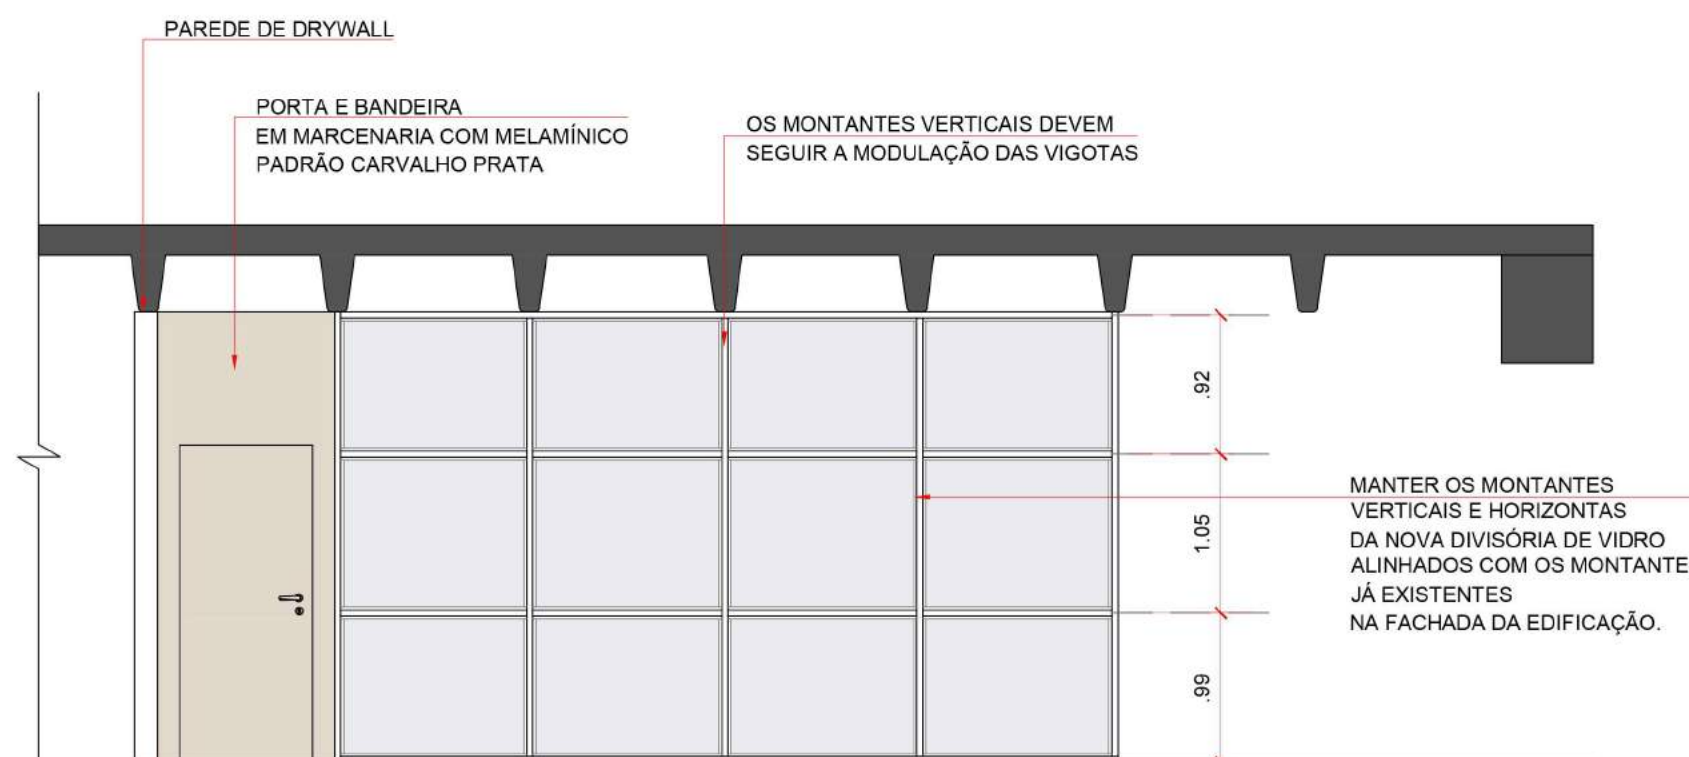 PAREDE DE DRYWALL
PORTA E BANDEIRA
EM MARCENARIA COM MELAMÍNICO
PADRÃO CARVALHO PRATA
OS MONTANTES VERTICAIS DEVEM
SEGUIR A MODULAÇÃO DAS VIGOTAS
.92
1.05
.99
MANTER OS MONTANTES
VERTICAIS E HORIZONTAS
DA NOVA DIVISÓRIA DE VIDRO
ALINHADOS COM OS MONTANTE
JÁ EXISTENTES
NA FACHADA DA EDIFICAÇÃO.